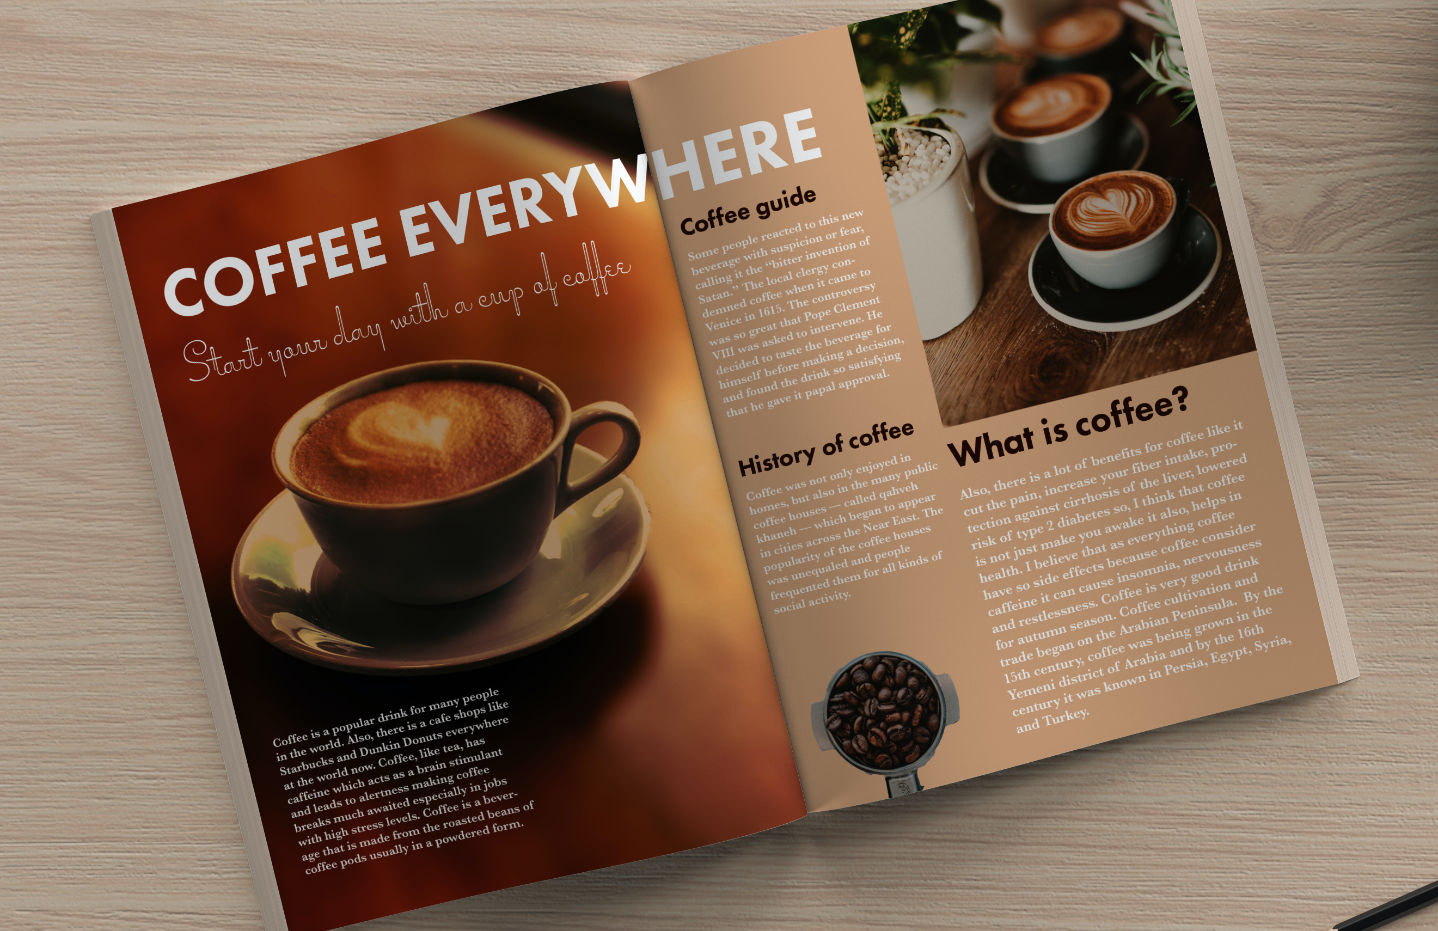 COFFEE EVERYWHERE
Start your day with a cup of coffee
Coffee is a popular drink for many people
in the world. Also, there is a cafe shops like
Starbucks and Dunkin Donuts everywhere
at the world now. Coffee, like tea, has
caffeine which acts as a brain stimulant
and leads to alertness making coffee
breaks much awaited especially in jobs
with high stress levels. Coffee is a bever-
age that is made from the roasted beans of
coffee pods usually in a powdered form.
Coffee guide
Some people reacted to this new
beverage with suspicion or fear,
calling it the “bitter invention of
Satan.” The local clergy con-
demned coffee when it came to
Venice in 1615. The controversy
was so great that Pope Clement
VIII was asked to intervene. He
decided to taste the beverage for
himself before making a decision,
and found the drink so satisfying
that he gave it papal approval.
History of coffee
Coffee was not only enjoyed in
homes, but also in the many public
coffee houses — called qahveh
khaneh — which began to appear
in cities across the Near East. The
popularity of the coffee houses
was unequaled and people
frequented them for all kinds of
social activity.
What is coffee?
Also, there is a lot of benefits for coffee like it
cut the pain, increase your fiber intake, pro-
tection against cirrhosis of the liver, lowered
risk of type 2 diabetes so, I think that coffee
is not just make you awake it also, helps in
health. I believe that as everything coffee
have so side effects because coffee consider
caffeine it can cause insomnia, nervousness
and restlessness. Coffee is very good drink
for autumn season. Coffee cultivation and
trade began on the Arabian Peninsula. By the
15th century, coffee was being grown in the
Yemeni district of Arabia and by the 16th
century it was known in Persia, Egypt, Syria,
and Turkey.